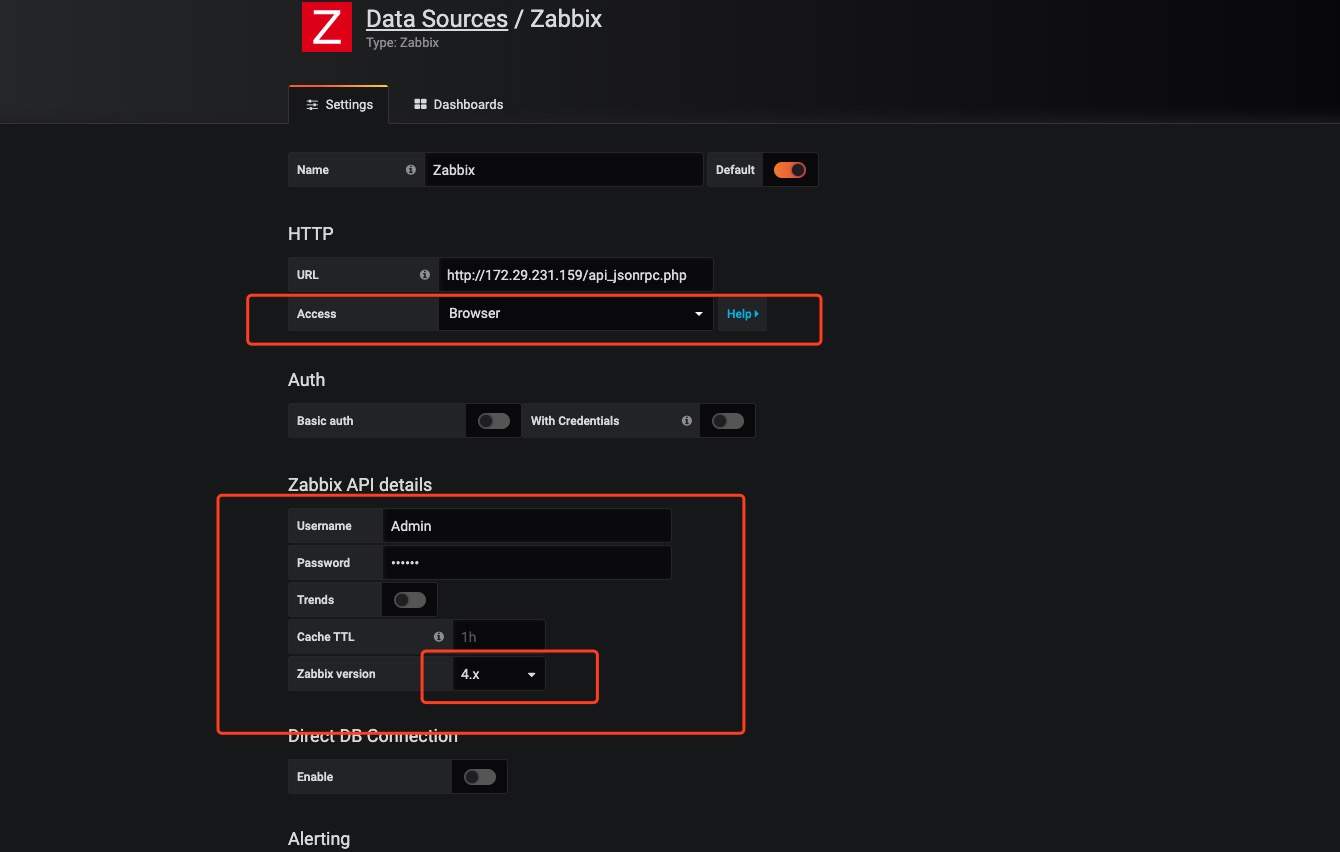 Z
Data Sources / Zabbix
Type: Zabbix
Settings
Dashboards
Name
Zabbix
Default
HTTP
URL
http://172.29.231.159/api_jsonrpc.php
Access
Browser
Help
Auth
Basic auth
With Credentials
Zabbix API details
Username
Admin
Password
••••••
Trends
Cache TTL
1h
Zabbix version
4.x
Direct DB Connection
Enable
Alerting